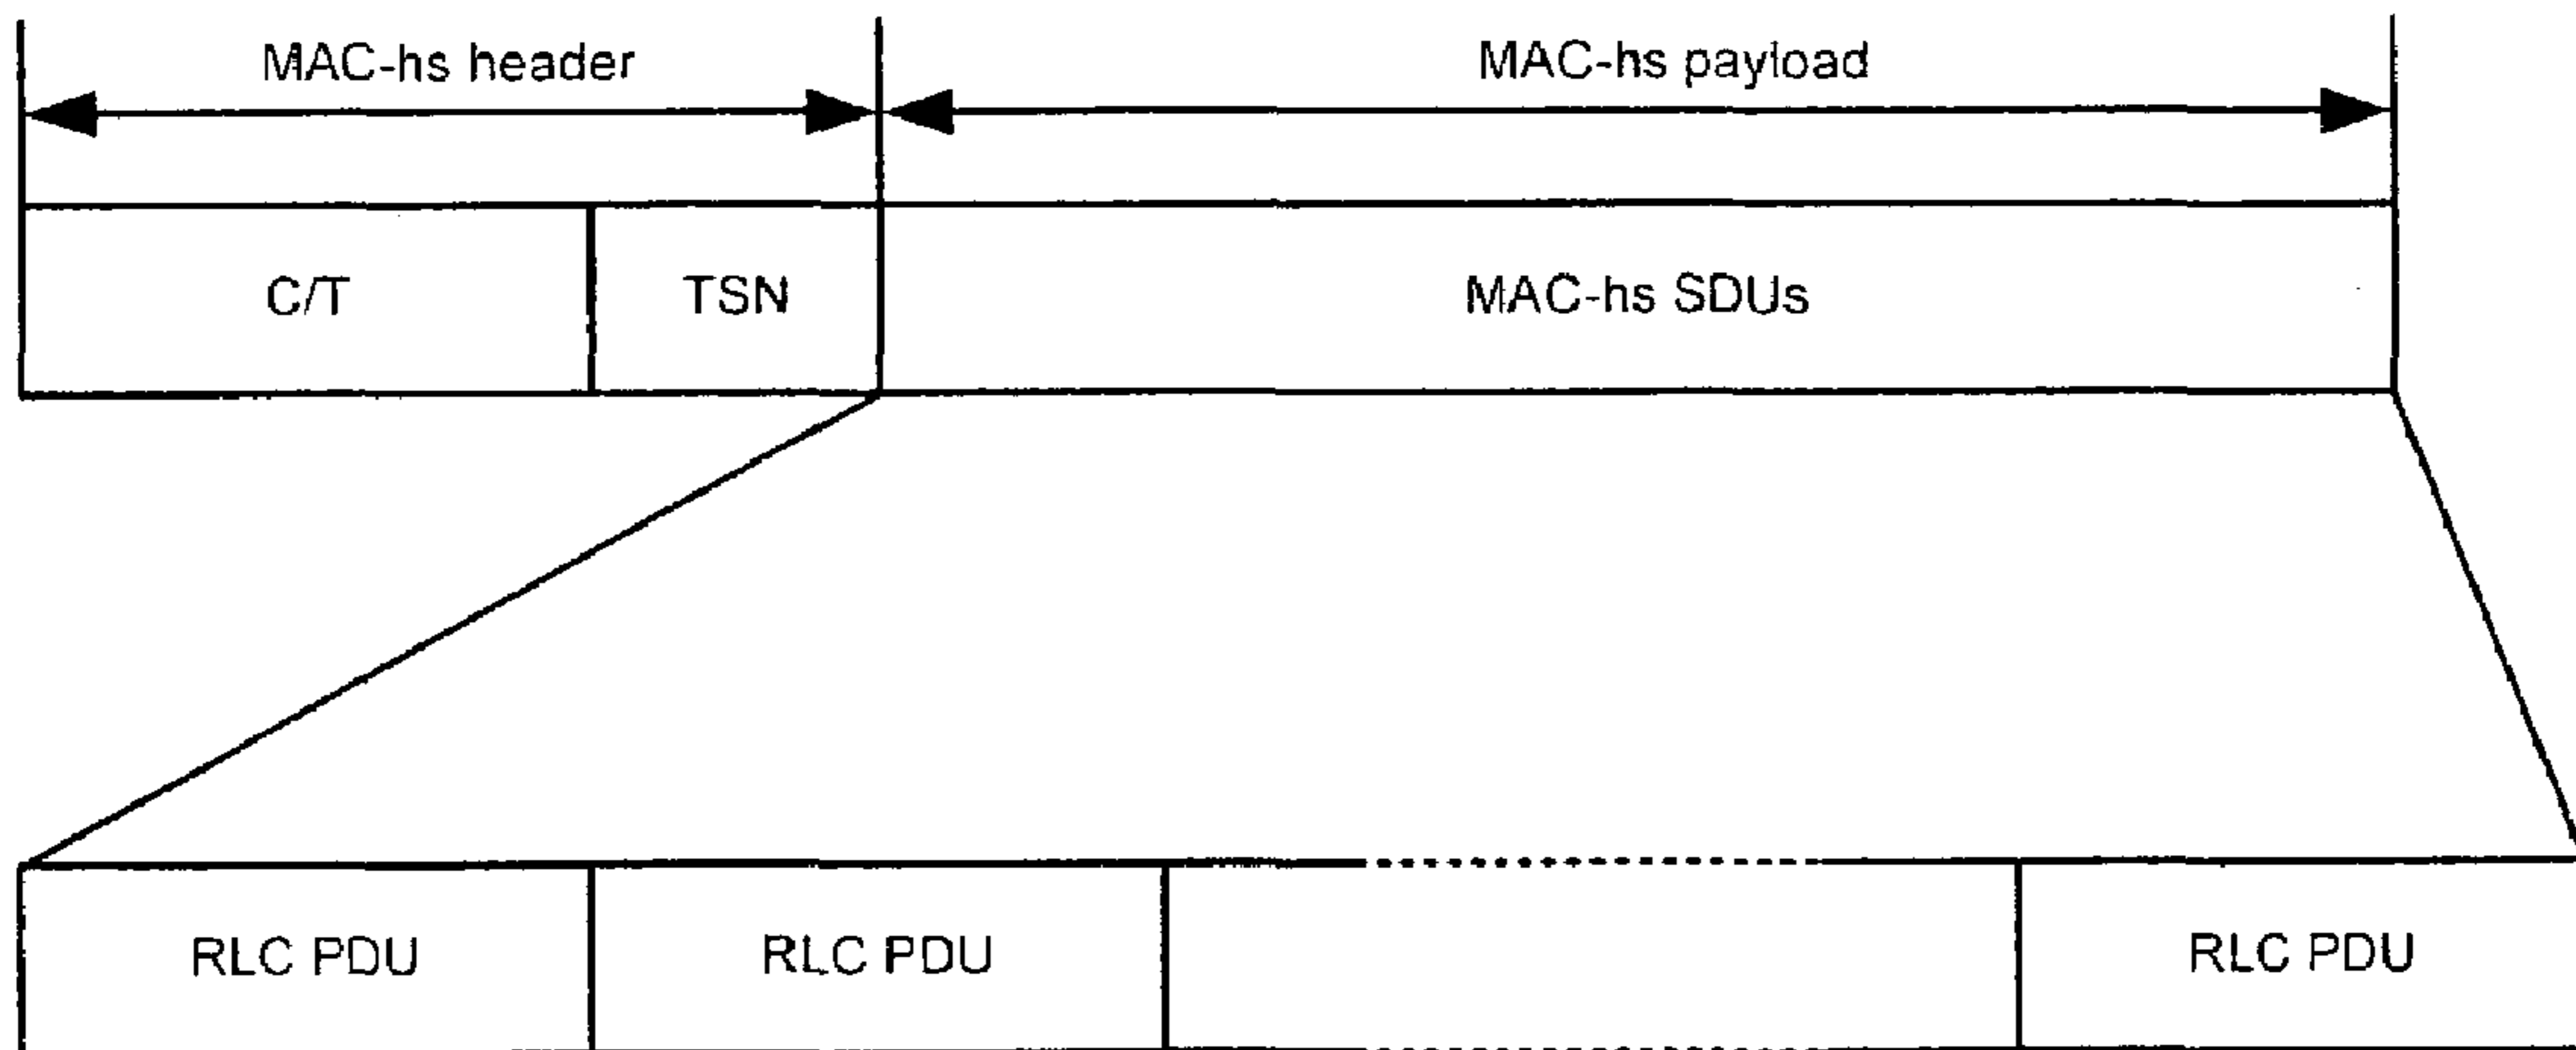 MAC-hs header
MAC-hs payload
C/T
TSN
MAC-hs SDUs
RLC PDU
RLC PDU
RLC PDU